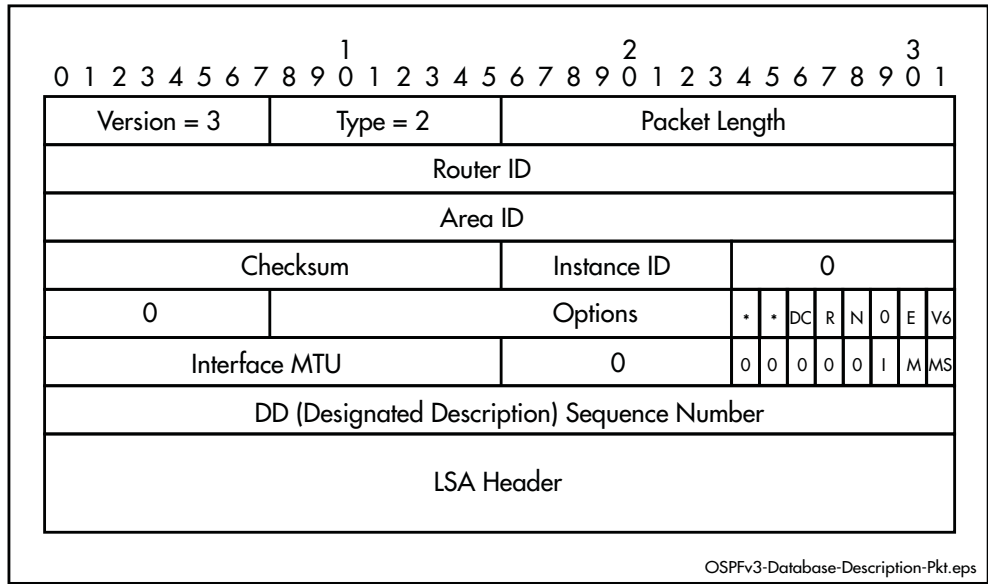 1 2 3
0 1 2 3 4 5 6 7 8 9 0 1 2 3 4 5 6 7 8 9 0 1 2 3 4 5 6 7 8 9 0 1
Version = 3 Type = 2 Packet Length
Router ID
Area ID
Checksum Instance ID 0
0 Options * * DC R N 0 E V6
Interface MTU 0 0 0 0 0 0 I M MS
DD (Designated Description) Sequence Number
LSA Header
OSPFv3-Database-Description-Pkt.eps